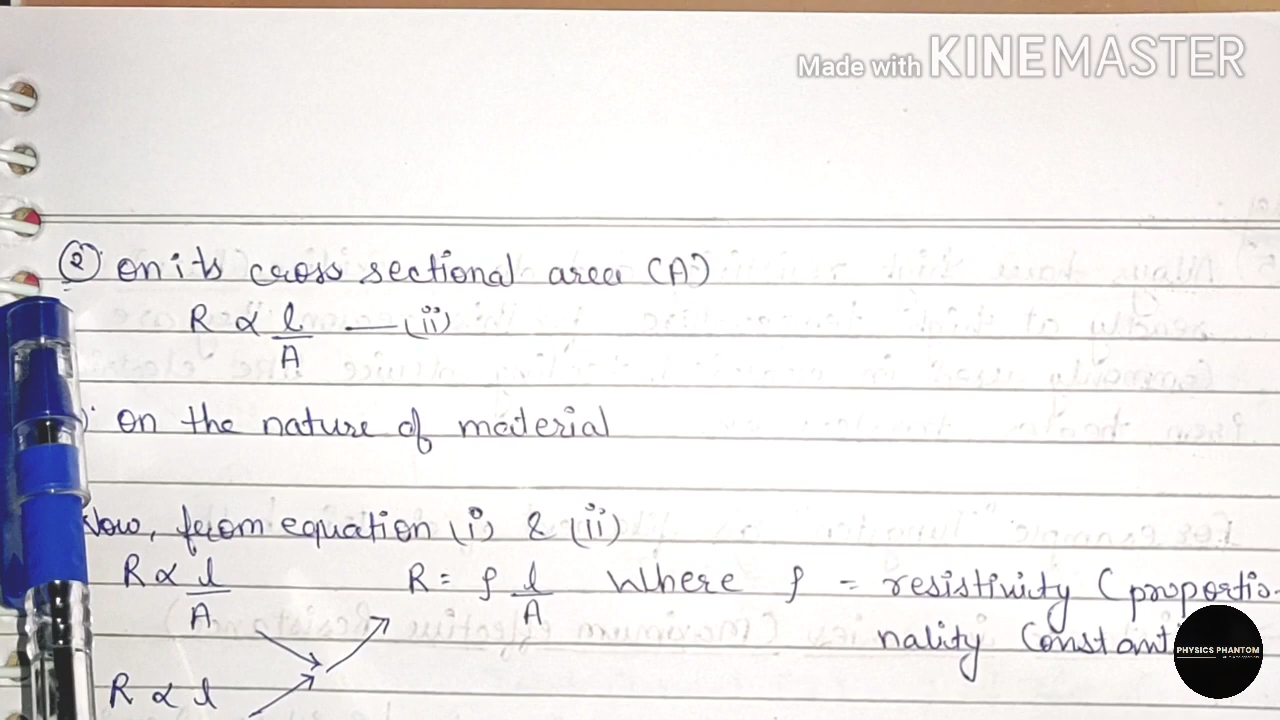 Made with KINEMASTER
② on its cross sectional area (A)
R ∝ l/A — (ii)
on the nature of material
Now, from equation (i) & (ii)
R ∝ l/A R = ρ l/A Where ρ = resistivity (proportio-
nality Constant
R ∝ l
PHYSICS PHANTOM